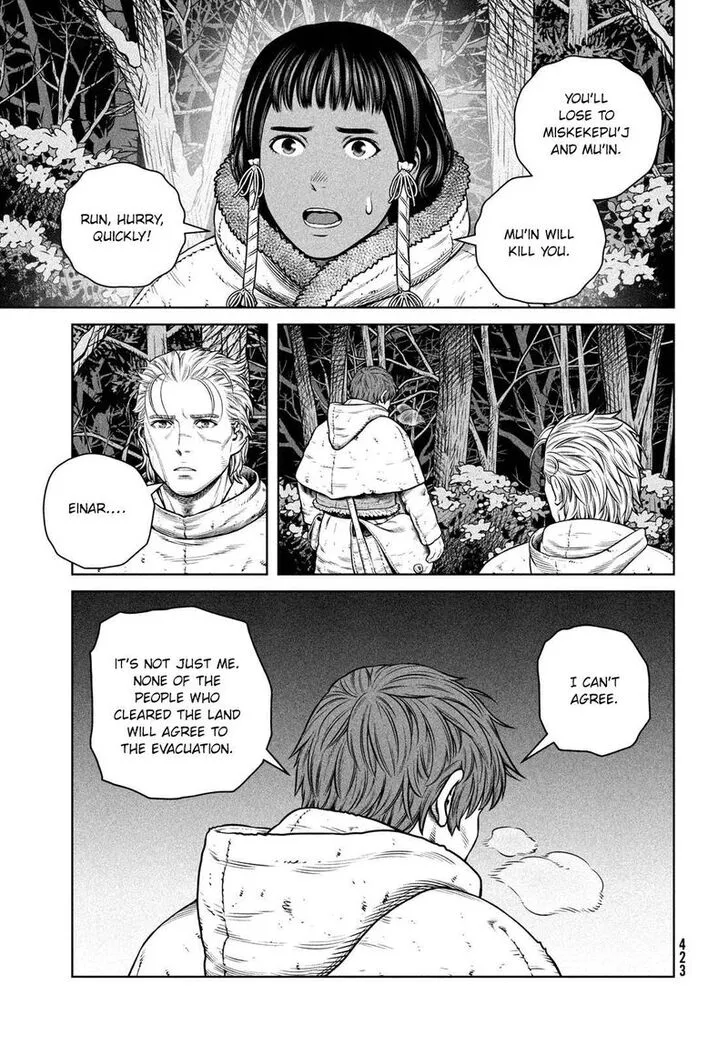 YOU'LL
LOSE TO
MISKEKEPU'J
AND MU'IN.
MU'IN WILL
KILL YOU.
RUN, HURRY,
QUICKLY!
EINAR....
I CAN'T
AGREE.
IT'S NOT JUST ME.
NONE OF THE
PEOPLE WHO
CLEARED THE LAND
WILL AGREE TO
THE EVACUATION.
423